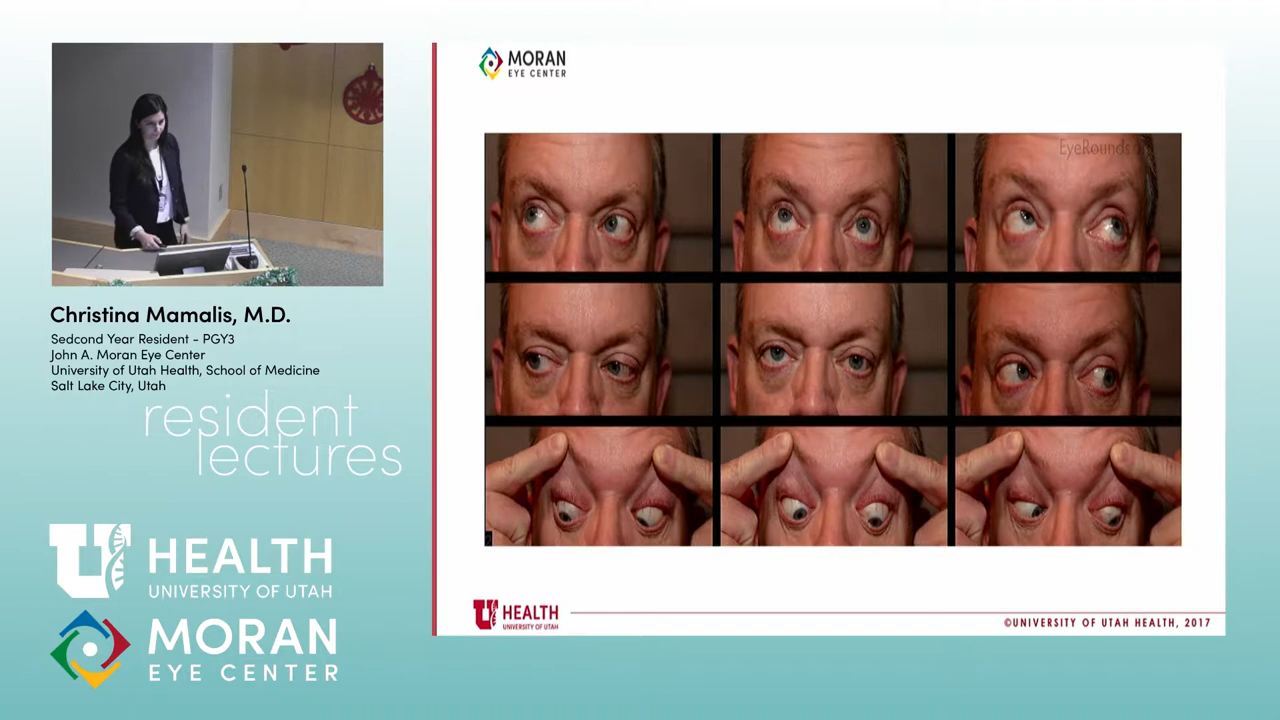 Christina Mamalis, M.D.
Sedcond Year Resident - PGY3
John A. Moran Eye Center
University of Utah Health, School of Medicine
Salt Lake City, Utah
resident
lectures
U HEALTH
UNIVERSITY OF UTAH
MORAN
EYE CENTER
MORAN
EYE CENTER
EyeRounds
U HEALTH
UNIVERSITY OF UTAH
©UNIVERSITY OF UTAH HEALTH, 2017